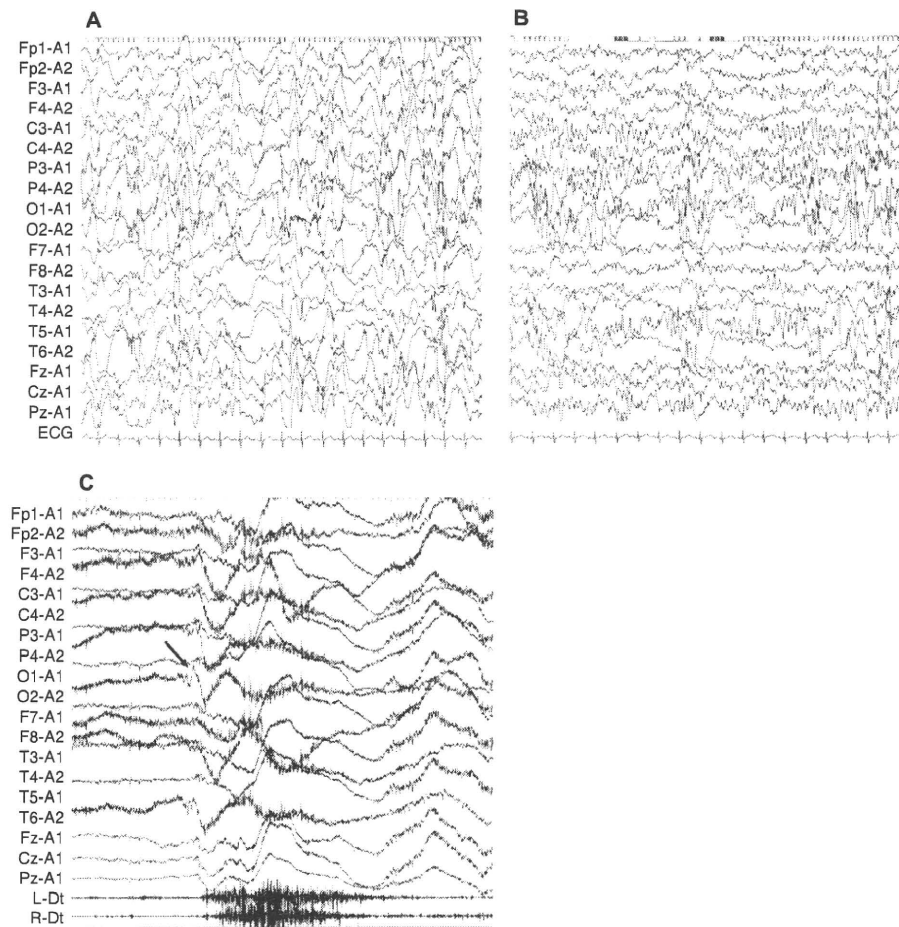 A
Fp1-A1
Fp2-A2
F3-A1
F4-A2
C3-A1
C4-A2
P3-A1
P4-A2
O1-A1
O2-A2
F7-A1
F8-A2
T3-A1
T4-A2
T5-A1
T6-A2
Fz-A1
Cz-A1
Pz-A1
ECG
B
C
Fp1-A1
Fp2-A2
F3-A1
F4-A2
C3-A1
C4-A2
P3-A1
P4-A2
O1-A1
O2-A2
F7-A1
F8-A2
T3-A1
T4-A2
T5-A1
T6-A2
Fz-A1
Cz-A1
Pz-A1
L-Dt
R-Dt